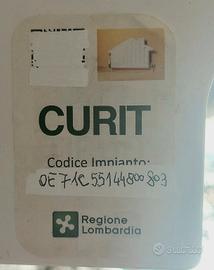 CURIT
Codice Impianto:
0E71C55144800803
Regione
Lombardia